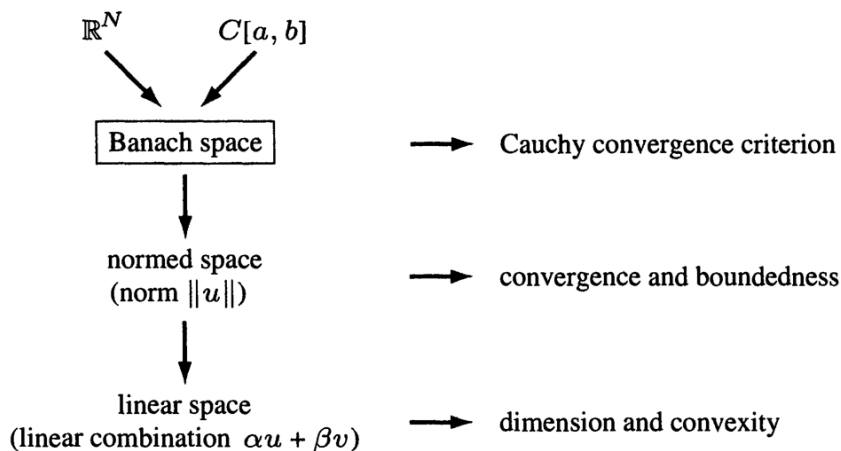 ℝᴺ C[a, b]
Banach space Cauchy convergence criterion
normed space
(norm ||u||) convergence and boundedness
linear space
(linear combination αu + βv) dimension and convexity